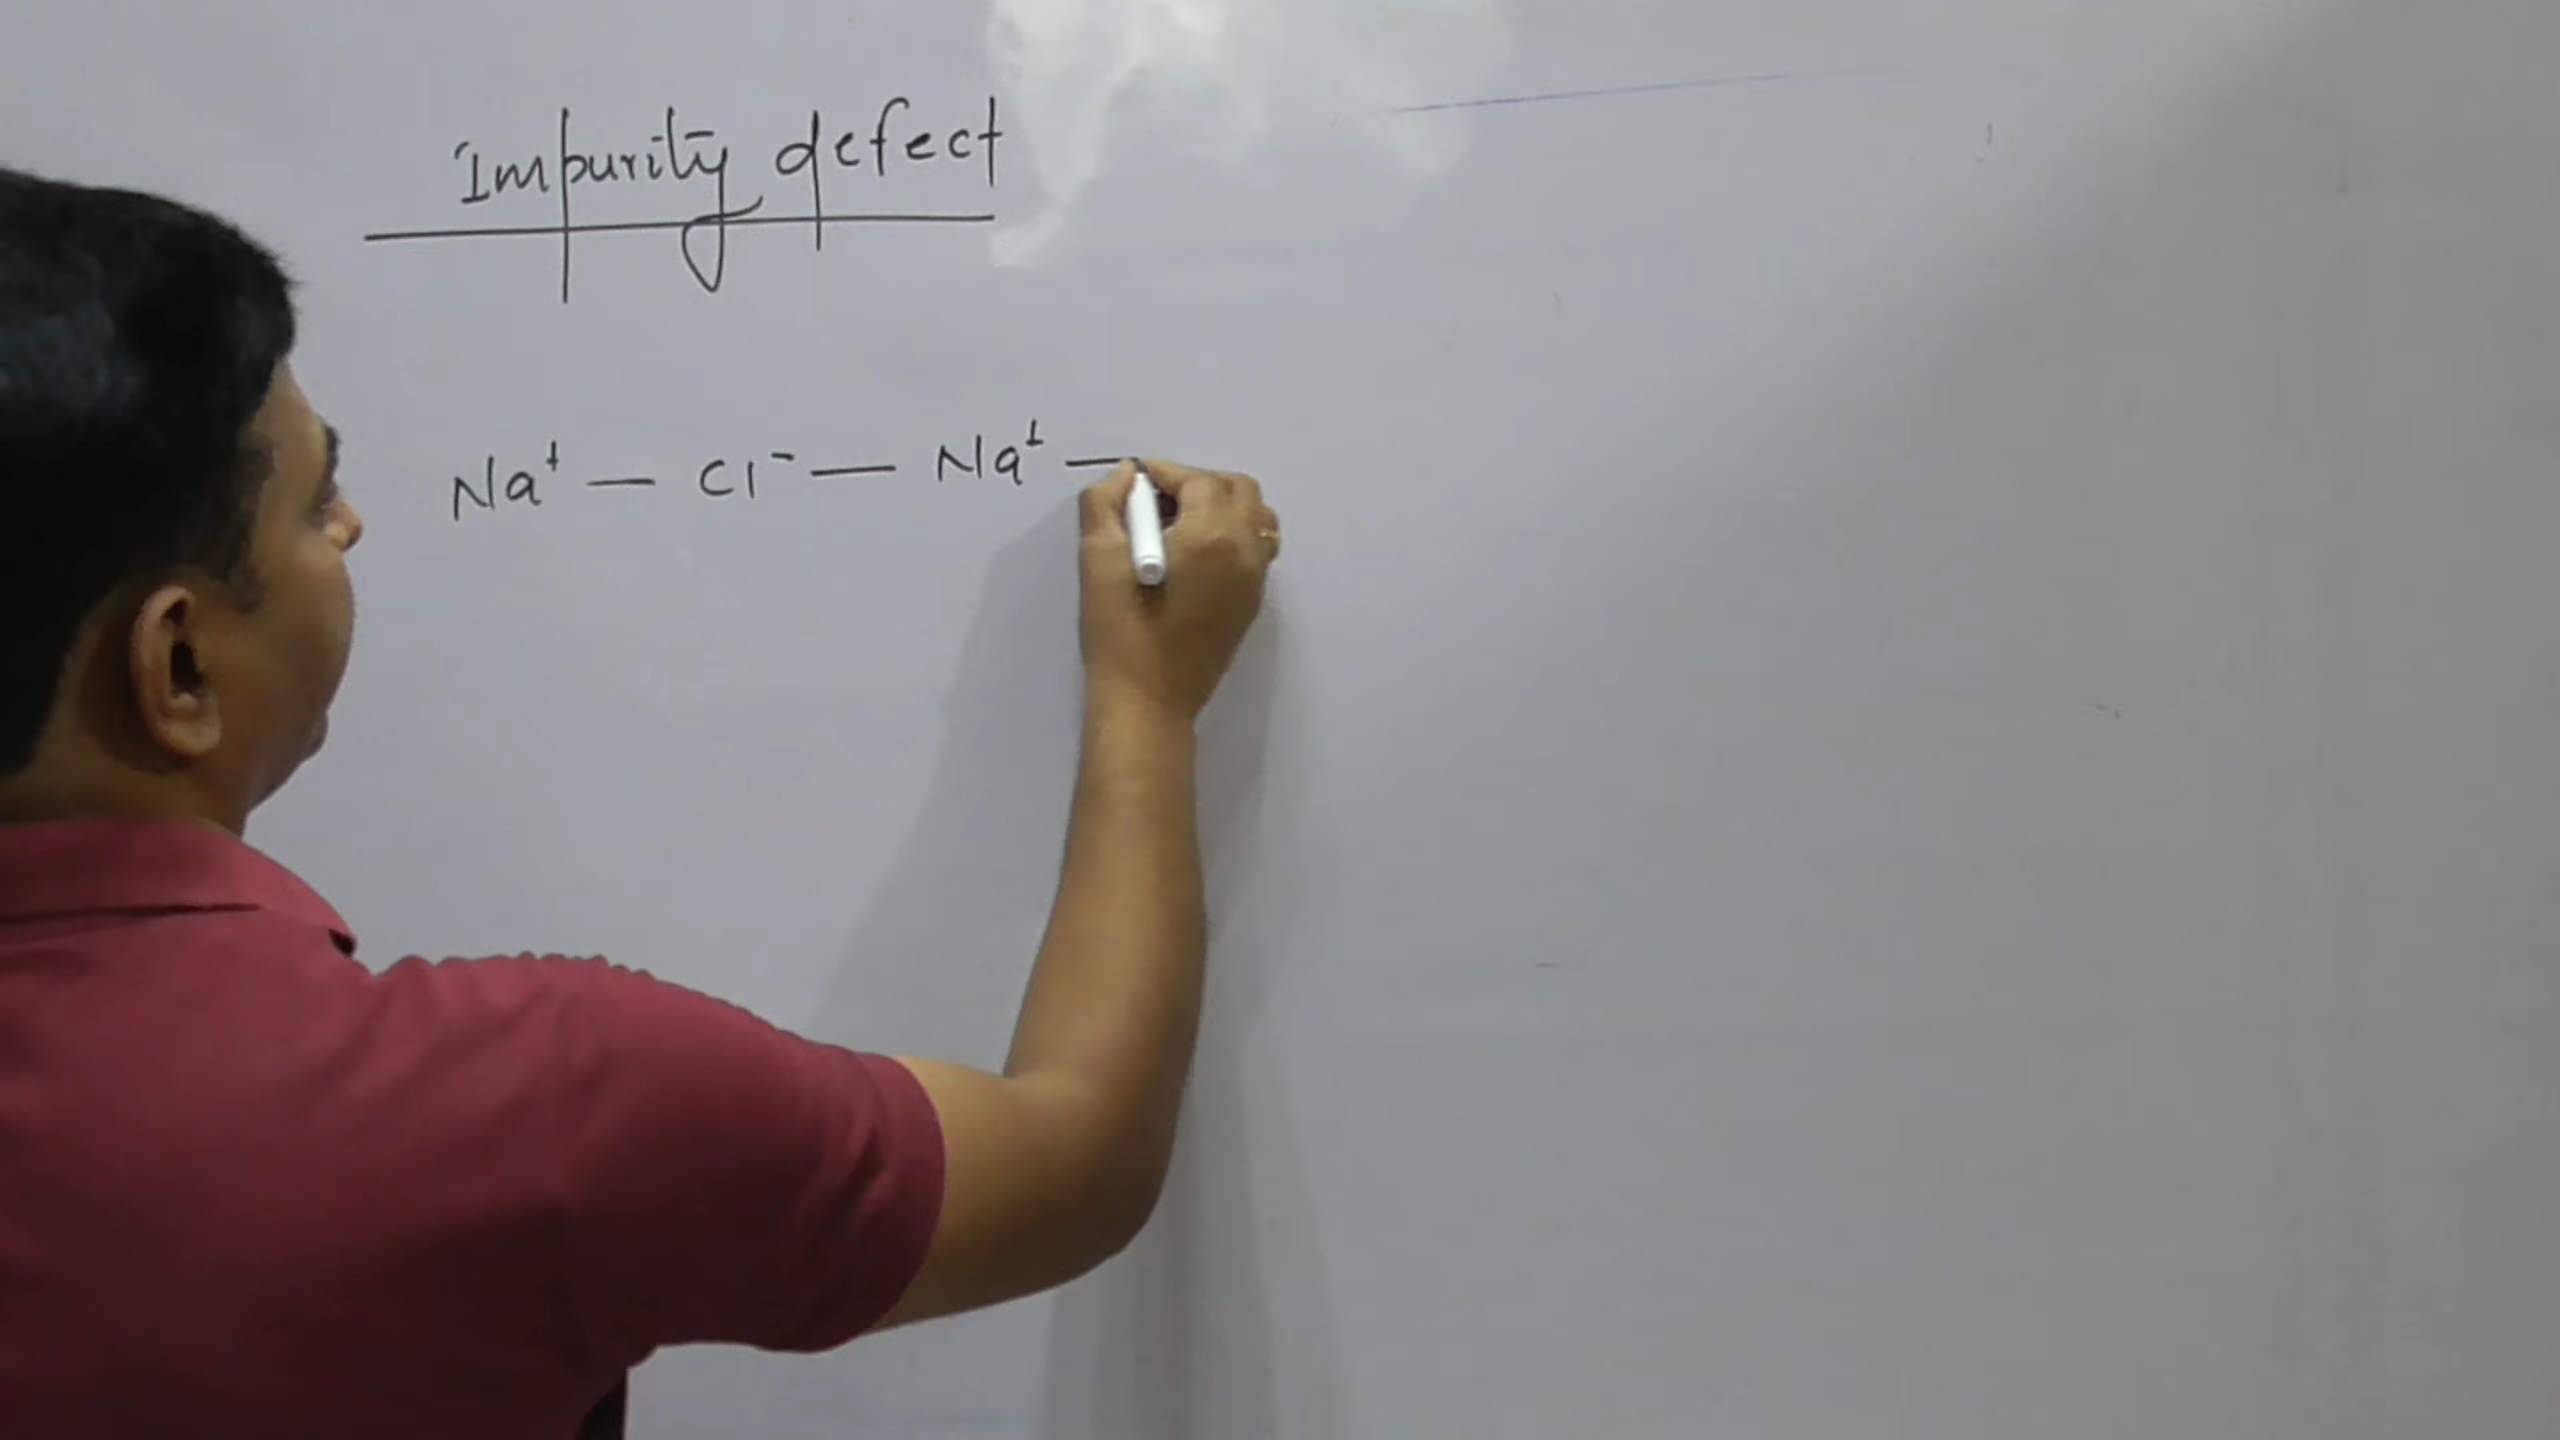 Impurity defect
Na⁺ — Cl⁻ — Na⁺ —